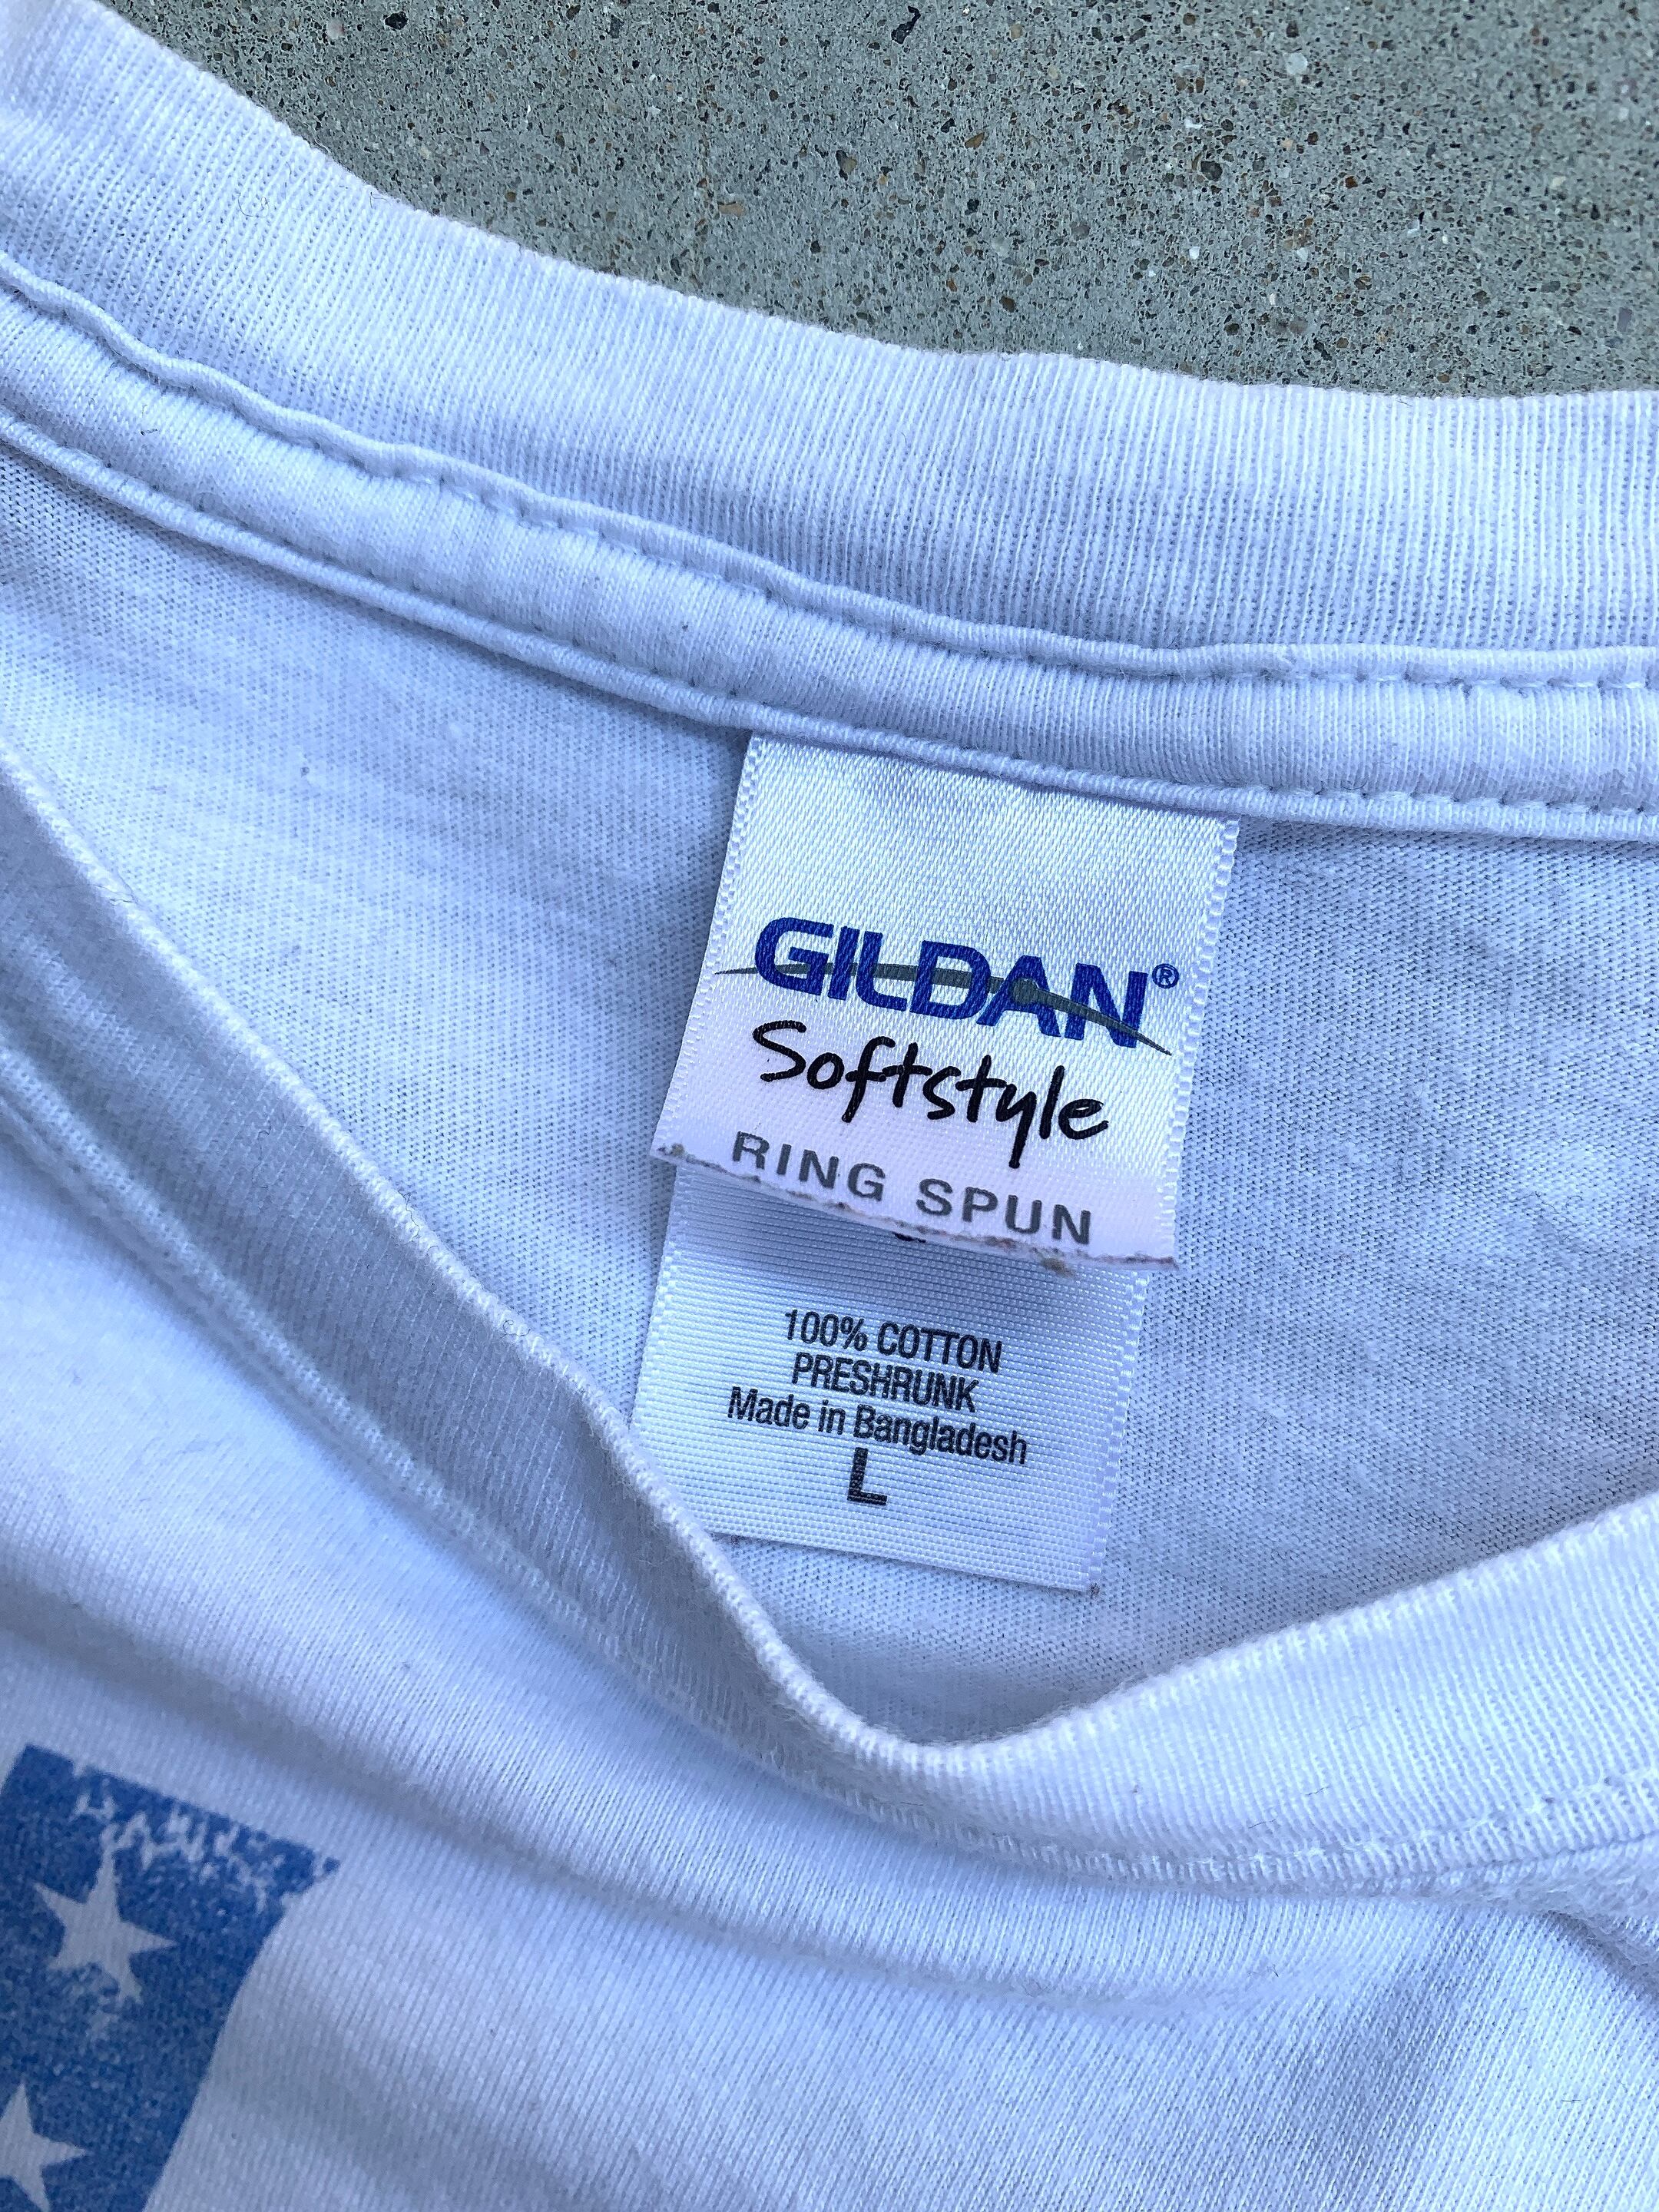 GILDAN®
Softstyle
RING SPUN
100% COTTON
PRESHRUNK
Made in Bangladesh
L